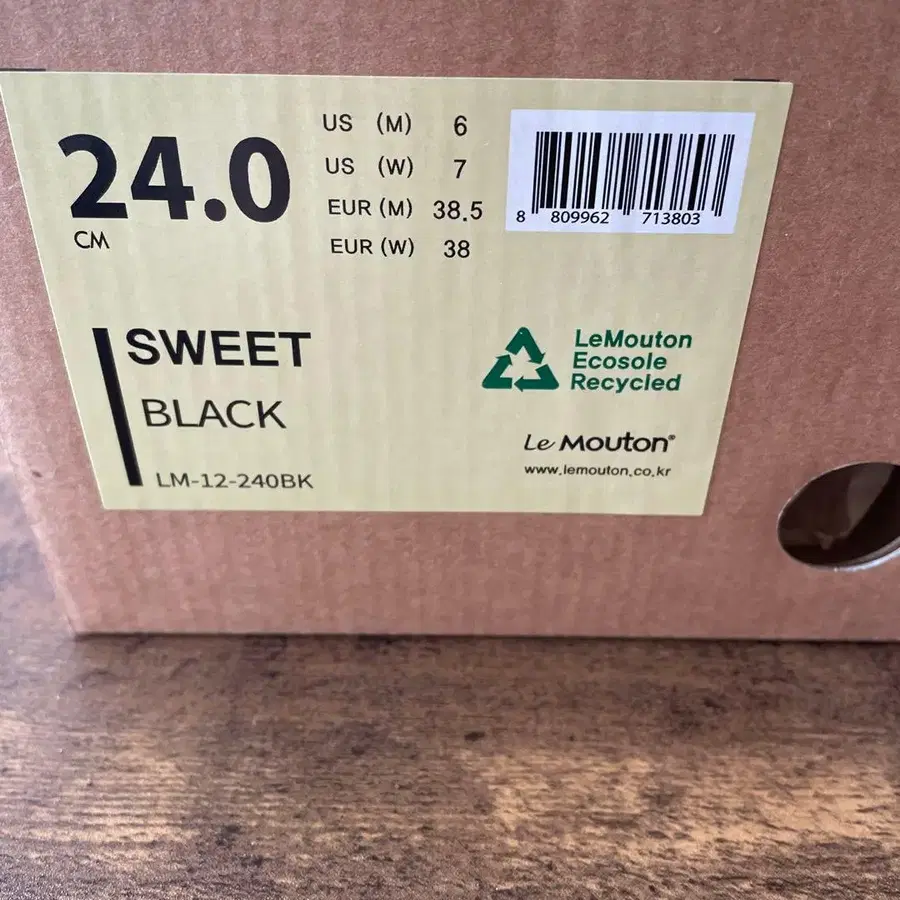 24.0
CM
US (M) 6
US (W) 7
EUR (M) 38.5
EUR (W) 38
8 809962 713803
SWEET
BLACK
LM-12-240BK
LeMouton
Ecosole
Recycled
Le Mouton®
www.lemouton.co.kr